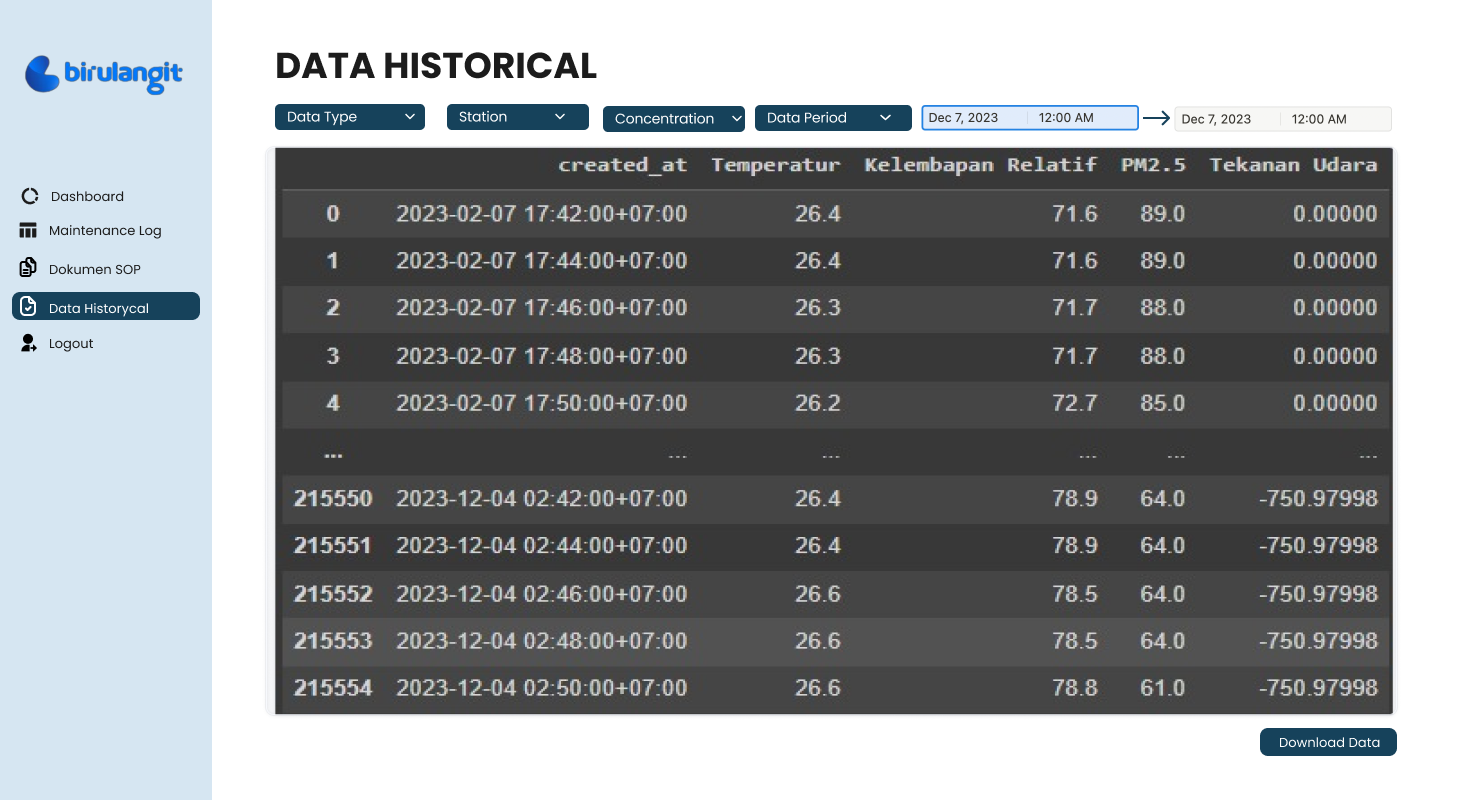 birulangit
Dashboard
Maintenance Log
Dokumen SOP
Data Historycal
Logout
DATA HISTORICAL
Data Type Station Concentration Data Period Dec 7, 2023 12:00 AM Dec 7, 2023 12:00 AM
created_at Temperatur Kelembapan Relatif PM2.5 Tekanan Udara
0 2023-02-07 17:42:00+07:00 26.4 71.6 89.0 0.00000
1 2023-02-07 17:44:00+07:00 26.4 71.6 89.0 0.00000
2 2023-02-07 17:46:00+07:00 26.3 71.7 88.0 0.00000
3 2023-02-07 17:48:00+07:00 26.3 71.7 88.0 0.00000
4 2023-02-07 17:50:00+07:00 26.2 72.7 85.0 0.00000
... ... ... ... ... ...
215550 2023-12-04 02:42:00+07:00 26.4 78.9 64.0 -750.97998
215551 2023-12-04 02:44:00+07:00 26.4 78.9 64.0 -750.97998
215552 2023-12-04 02:46:00+07:00 26.6 78.5 64.0 -750.97998
215553 2023-12-04 02:48:00+07:00 26.6 78.5 64.0 -750.97998
215554 2023-12-04 02:50:00+07:00 26.6 78.8 61.0 -750.97998
Download Data